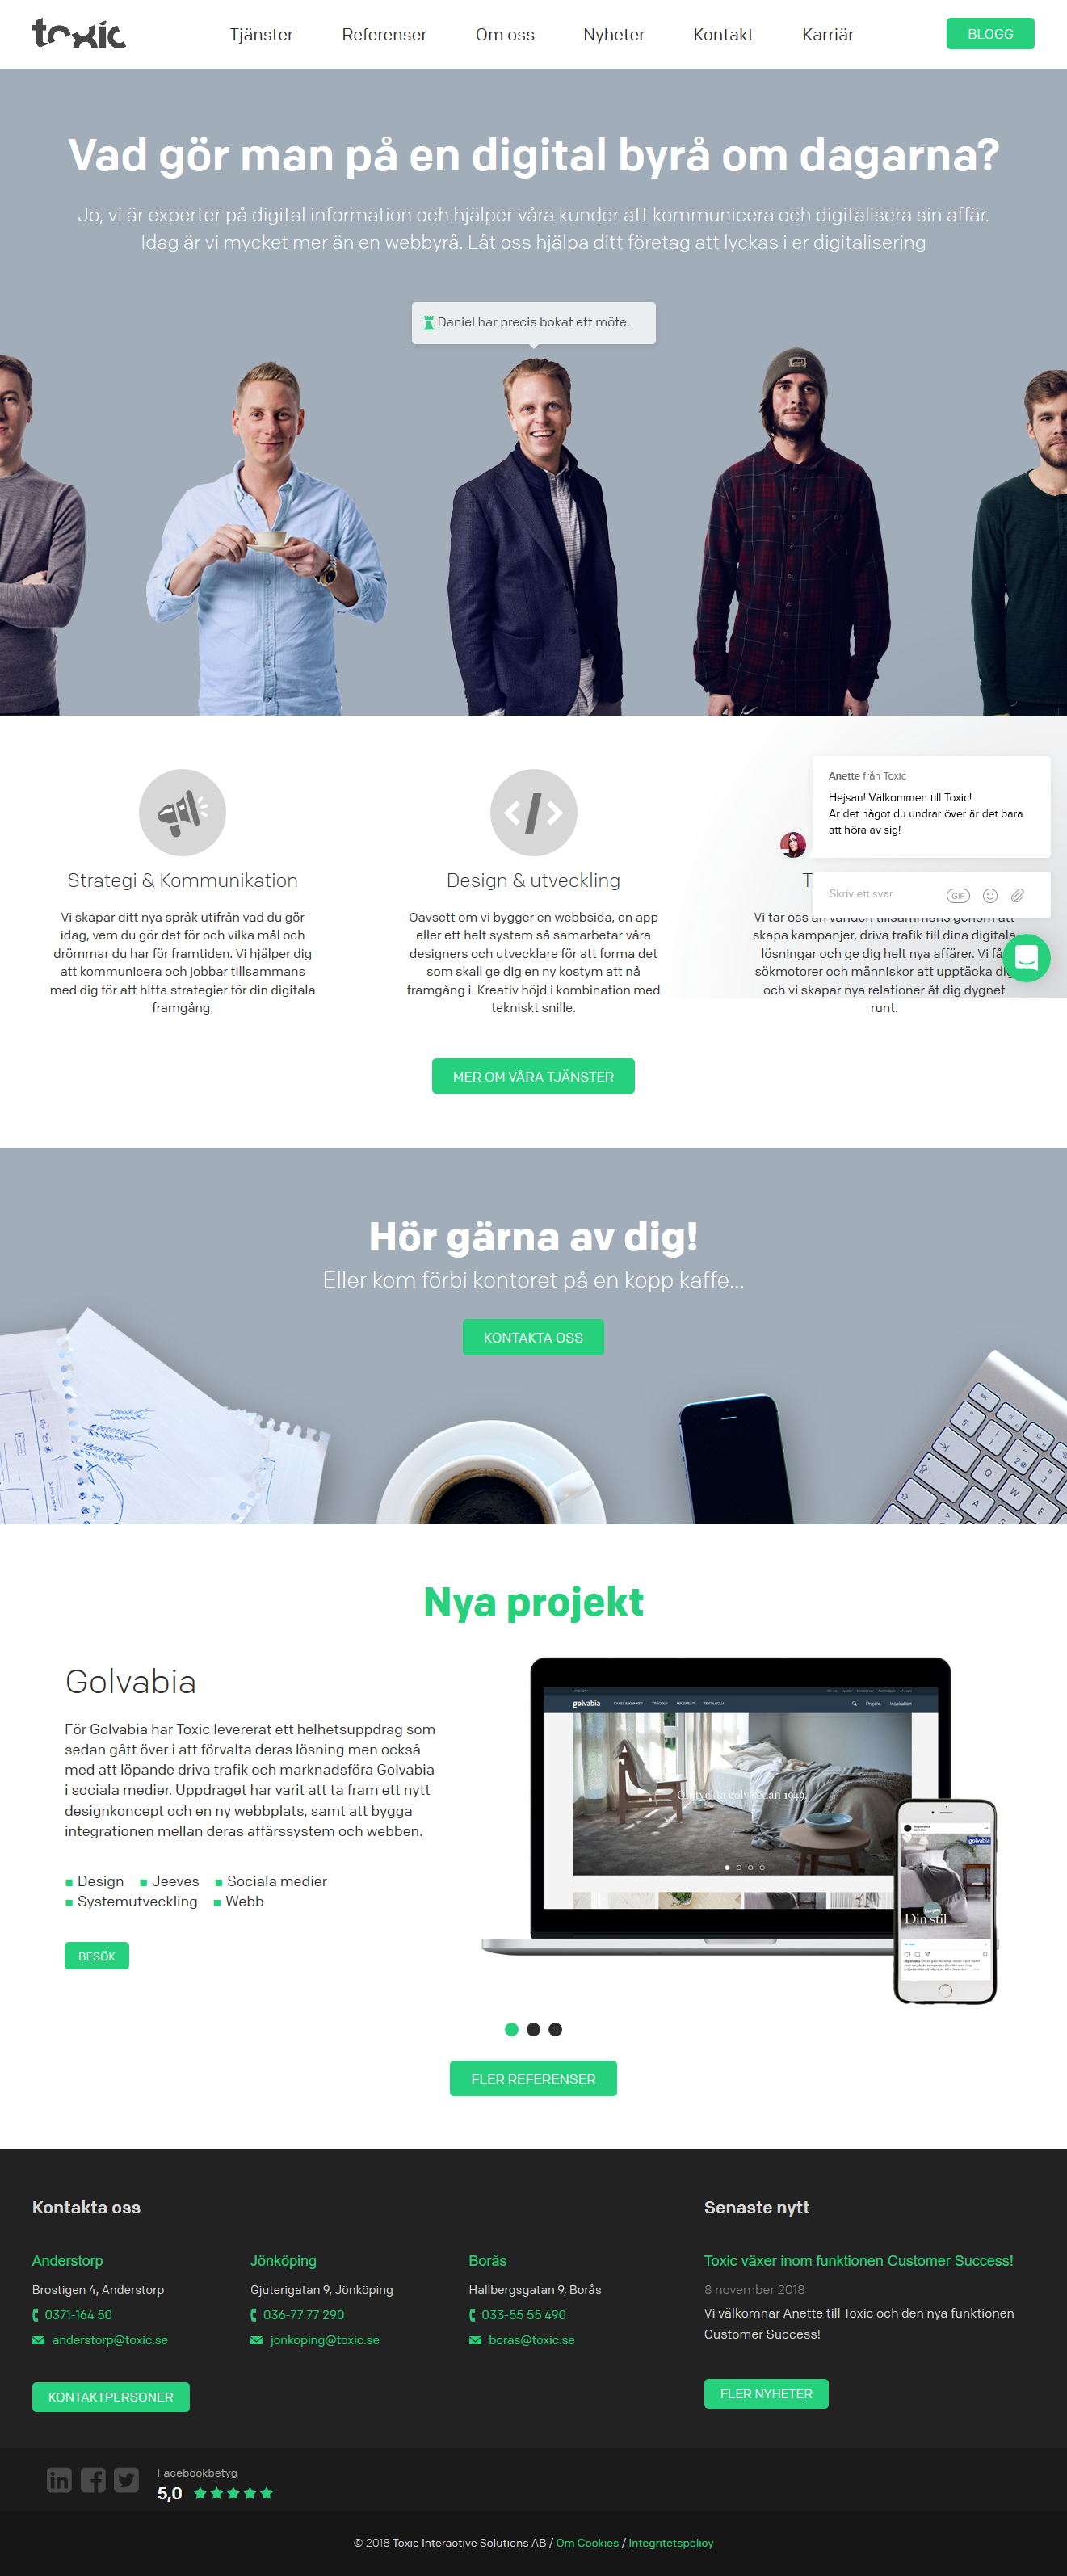 toxic
Tjänster
Referenser
Om oss
Nyheter
Kontakt
Karriär
BLOGG
Vad gör man på en digital byrå om dagarna?
Jo, vi är experter på digital information och hjälper våra kunder att kommunicera och digitalisera sin affär.
Idag är vi mycket mer än en webbyrå. Låt oss hjälpa ditt företag att lyckas i er digitalisering
Daniel har precis bokat ett möte.
Strategi & Kommunikation
Vi skapar ditt nya språk utifrån vad du gör
idag, vem du gör det för och vilka mål och
drömmar du har för framtiden. Vi hjälper dig
att kommunicera och jobbar tillsammans
med dig för att hitta strategier för din digitala
framgång.
Design & utveckling
Oavsett om vi bygger en webbsida, en app
eller ett helt system så samarbetar våra
designers och utvecklare för att forma det
som skall ge dig en ny kostym att nå
framgång i. Kreativ höjd i kombination med
tekniskt snille.
Anette från Toxic
Hejsan! Välkommen till Toxic!
Är det något du undrar över är det bara
att höra av sig!
Skriv ett svar
GIF
T
Vi tar oss an världen tillsammans genom att
skapa kampanjer, driva trafik till dina digitala
lösningar och ge dig helt nya affärer. Vi få
sökmotorer och människor att upptäcka
och vi skapar nya relationer åt dig dygnet
runt.
MER OM VÅRA TJÄNSTER
Hör gärna av dig!
Eller kom förbi kontoret på en kopp kaffe...
KONTAKTA OSS
Nya projekt
Golvabia
För Golvabia har Toxic levererat ett helhetsuppdrag som
sedan gått över i att förvalta deras lösning men också
med att löpande driva trafik och marknadsföra Golvabia
i sociala medier. Uppdraget har varit att ta fram ett nytt
designkoncept och en ny webbplats, samt att bygga
integrationen mellan deras affärssystem och webben.
Design
Jeeves
Sociala medier
Systemutveckling
Webb
BESÖK
golvabia
Projekt
Inspiration
golv sedan 1949.
golvabia
Din stil
FLER REFERENSER
Kontakta oss
Anderstorp
Brostigen 4, Anderstorp
0371-164 50
anderstorp@toxic.se
Jönköping
Gjuterigatan 9, Jönköping
036-77 77 290
jonkoping@toxic.se
Borås
Hallbergsgatan 9, Borås
033-55 55 490
boras@toxic.se
KONTAKTPERSONER
Senaste nytt
Toxic växer inom funktionen Customer Success!
8 november 2018
Vi välkomnar Anette till Toxic och den nya funktionen
Customer Success!
FLER NYHETER
Facebookbetyg
5,0
© 2018 Toxic Interactive Solutions AB / Om Cookies / Integritetspolicy